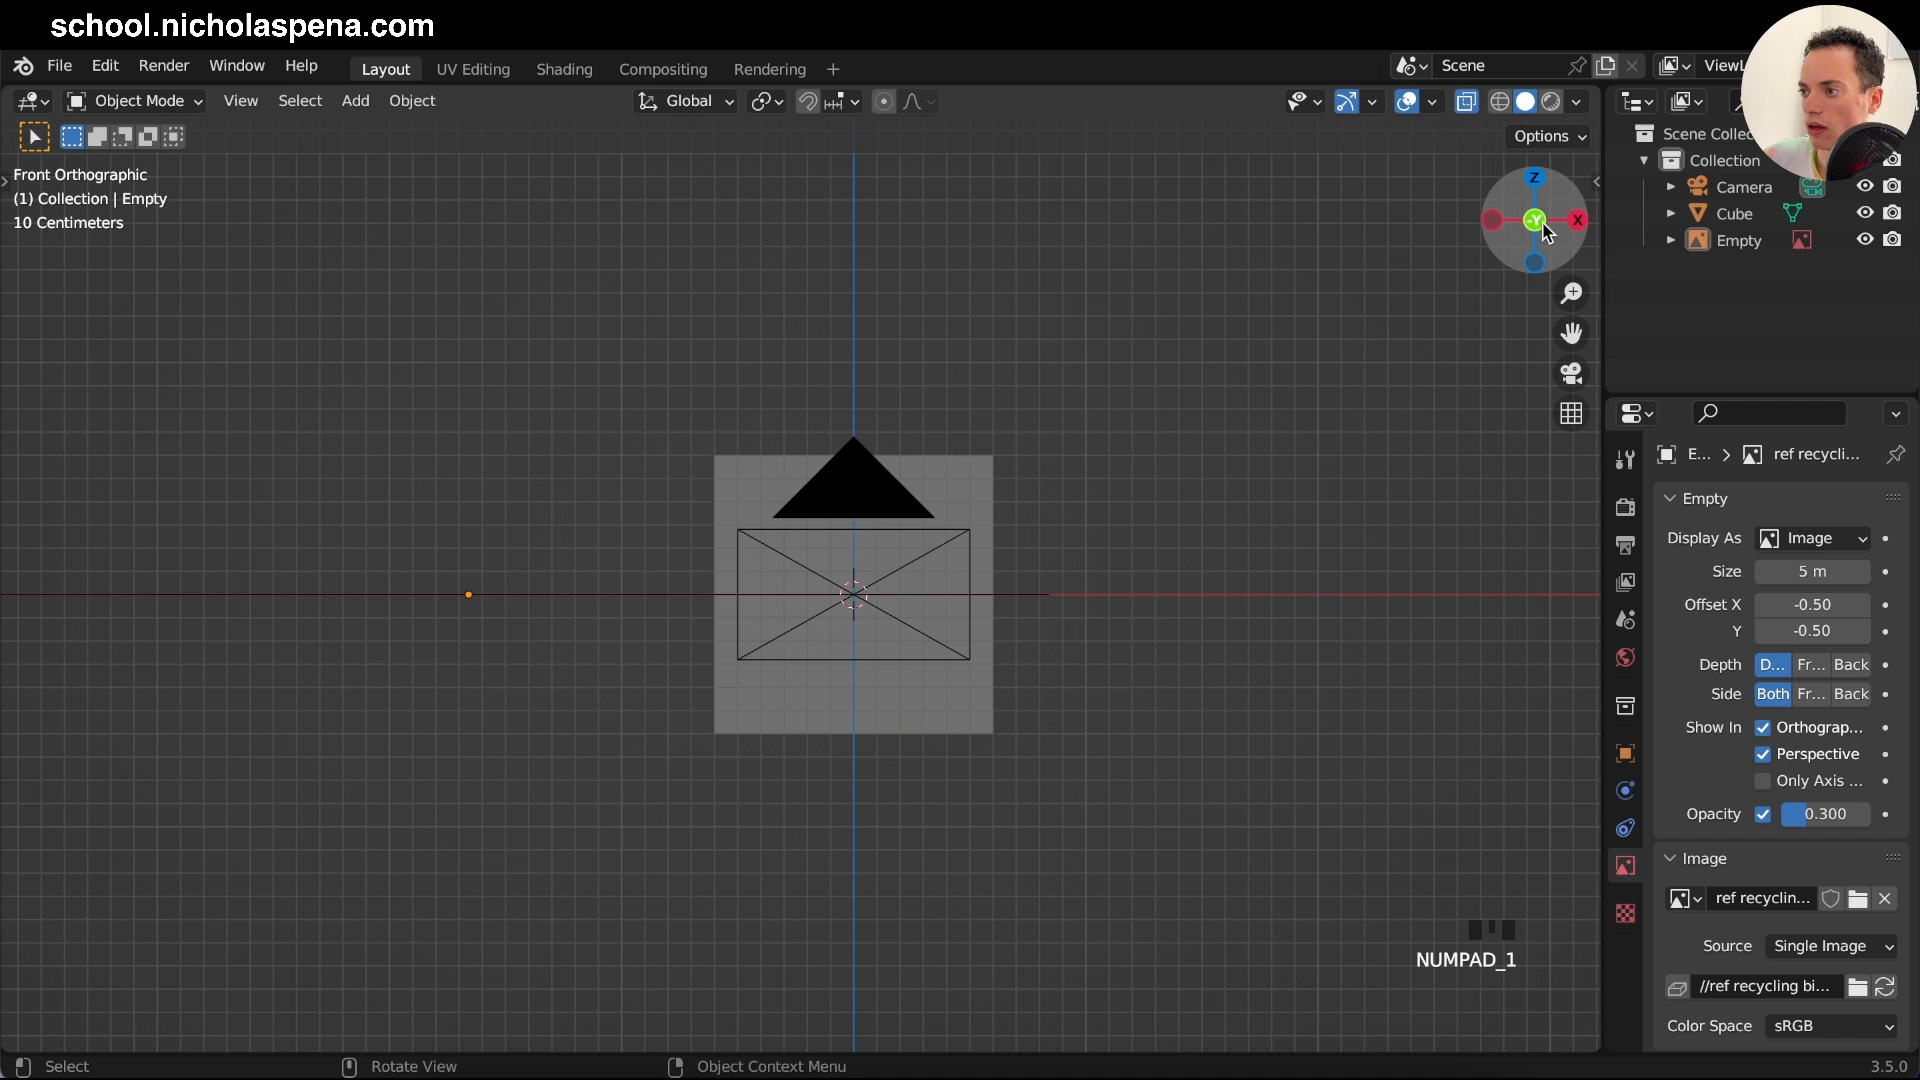 school.nicholaspena.com
File Edit Render Window Help Layout UV Editing Shading Compositing Rendering + Scene ViewL
Object Mode View Select Add Object Global
Options
Front Orthographic
(1) Collection | Empty
10 Centimeters
Z
-Y X
Scene Collec
Collection
Camera
Cube
Empty
E... > ref recycli...
Empty
Display As Image
Size 5 m
Offset X -0.50
Y -0.50
Depth D... Fr... Back
Side Both Fr... Back
Show In Orthograp...
Perspective
Only Axis ...
Opacity 0.300
Image
ref recyclin...
Source Single Image
//ref recycling bi...
Color Space sRGB
NUMPAD_1
Select Rotate View Object Context Menu 3.5.0